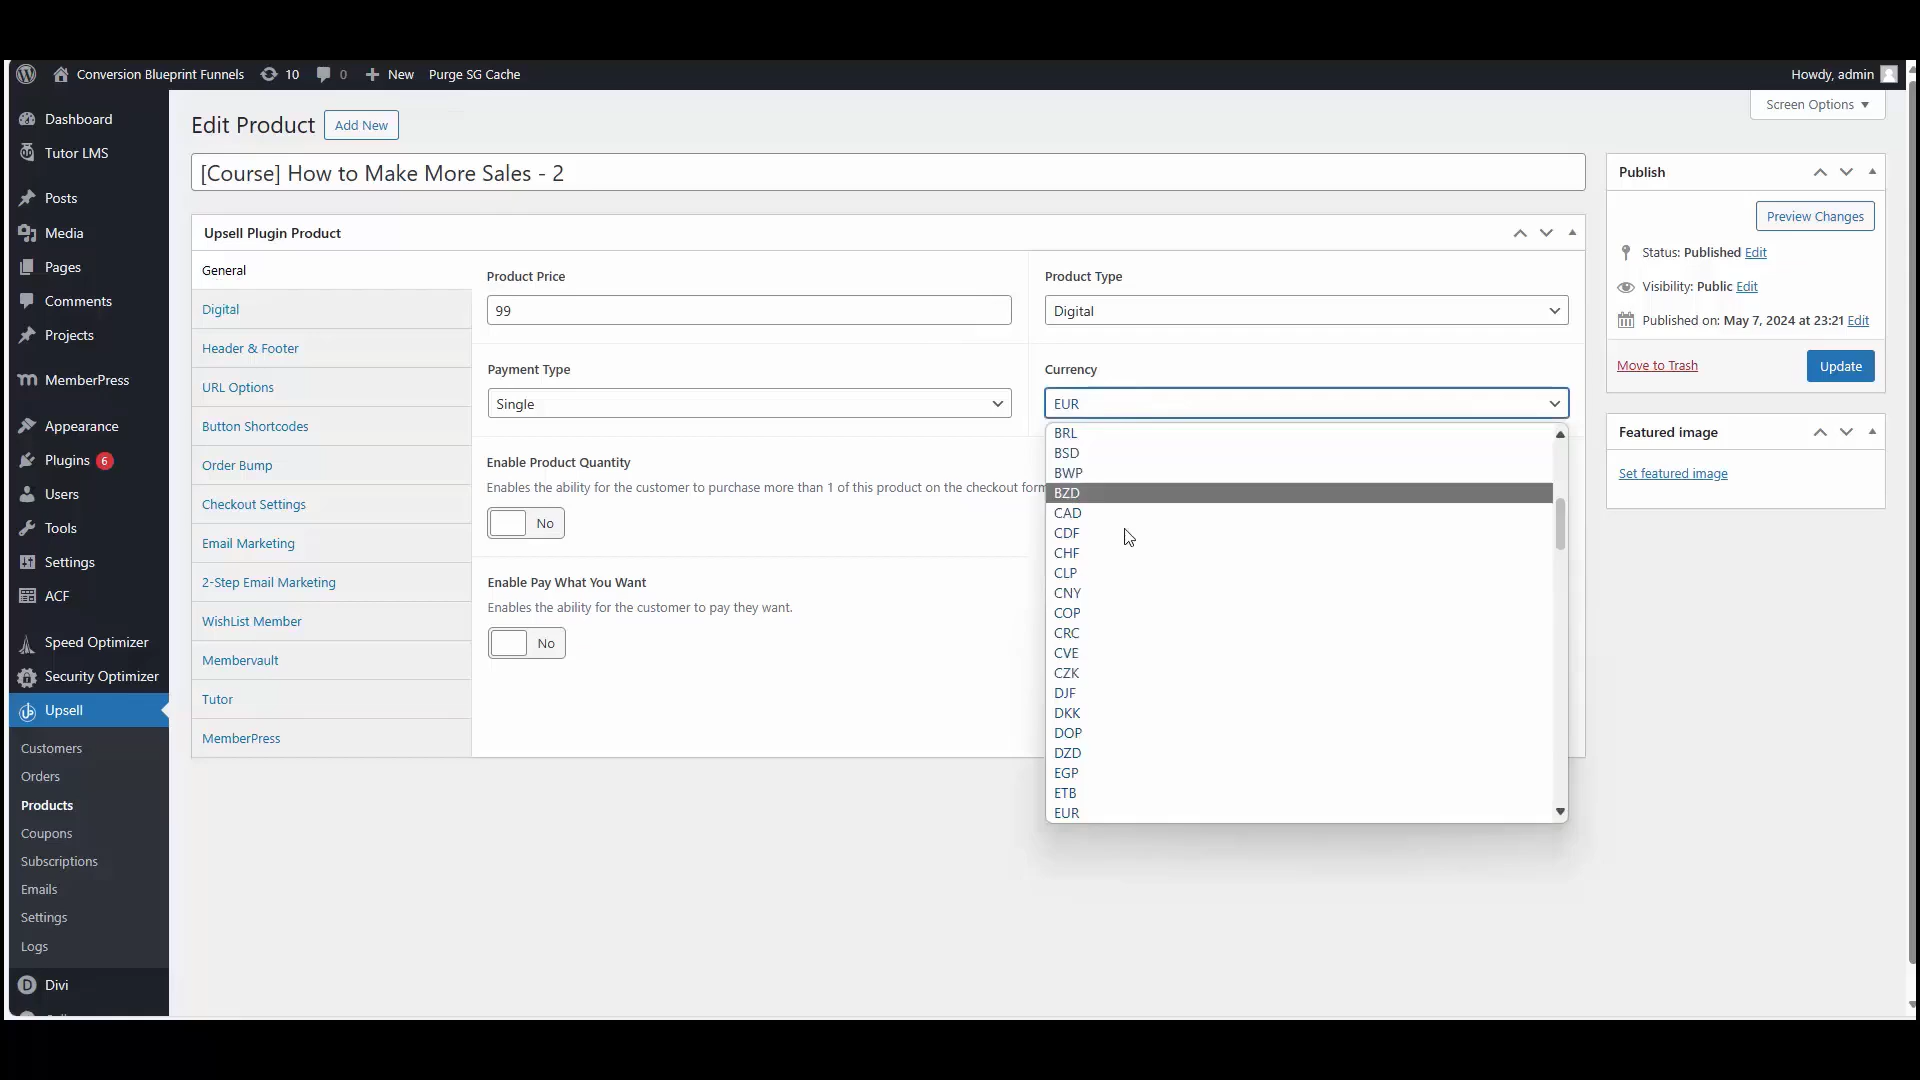 Conversion Blueprint Funnels 10 0 New Purge SG Cache Howdy, admin
Screen Options
Dashboard
Tutor LMS
Posts
Media
Pages
Comments
Projects
MemberPress
Appearance
Plugins 6
Users
Tools
Settings
ACF
Speed Optimizer
Security Optimizer
Upsell
Customers
Orders
Products
Coupons
Subscriptions
Emails
Settings
Logs
Divi
Edit Product Add New
[Course] How to Make More Sales - 2
Upsell Plugin Product
General
Digital
Header & Footer
URL Options
Button Shortcodes
Order Bump
Checkout Settings
Email Marketing
2-Step Email Marketing
WishList Member
Membervault
Tutor
MemberPress
Product Price
99
Payment Type
Single
Enable Product Quantity
Enables the ability for the customer to purchase more than 1 of this product on the checkout form
No
Enable Pay What You Want
Enables the ability for the customer to pay they want.
No
Product Type
Digital
Currency
EUR
BRL
BSD
BWP
BZD
CAD
CDF
CHF
CLP
CNY
COP
CRC
CVE
CZK
DJF
DKK
DOP
DZD
EGP
ETB
EUR
Publish
Preview Changes
Status: Published Edit
Visibility: Public Edit
Published on: May 7, 2024 at 23:21 Edit
Move to Trash Update
Featured image
Set featured image